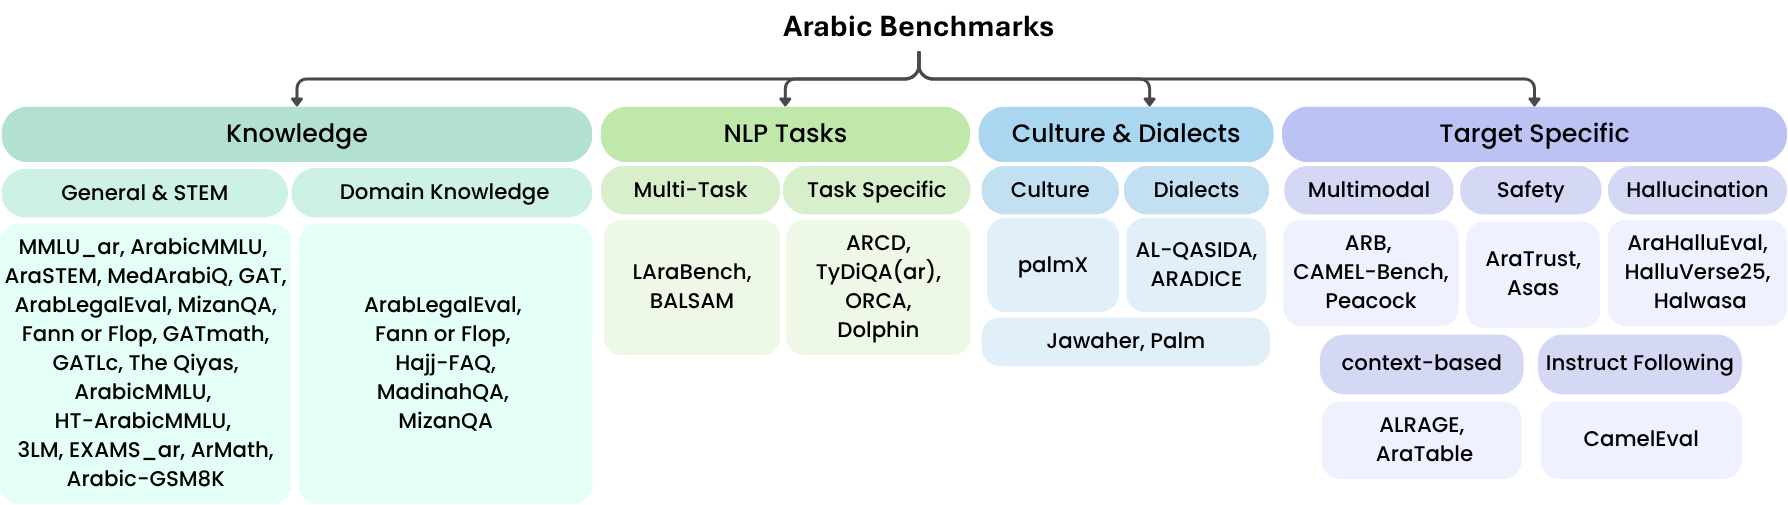 Arabic Benchmarks
Knowledge
General & STEM
MMLU_ar, ArabicMMLU,
AraSTEM, MedArabiQ, GAT,
ArabLegalEval, MizanQA,
Fann or Flop, GATmath,
GATLc, The Qiyas,
ArabicMMLU,
HT-ArabicMMLU,
3LM, EXAMS_ar, ArMath,
Arabic-GSM8K
Domain Knowledge
ArabLegalEval,
Fann or Flop,
Hajj-FAQ,
MadinahQA,
MizanQA
NLP Tasks
Multi-Task
LAraBench,
BALSAM
Task Specific
ARCD,
TyDiQA(ar),
ORCA,
Dolphin
Culture & Dialects
Culture
palmX
Dialects
AL-QASIDA,
ARADICE
Jawaher, Palm
Target Specific
Multimodal
ARB,
CAMEL-Bench,
Peacock
Safety
AraTrust,
Asas
Hallucination
AraHalluEval,
HalluVerse25,
Halwasa
context-based
ALRAGE,
AraTable
Instruct Following
CamelEval